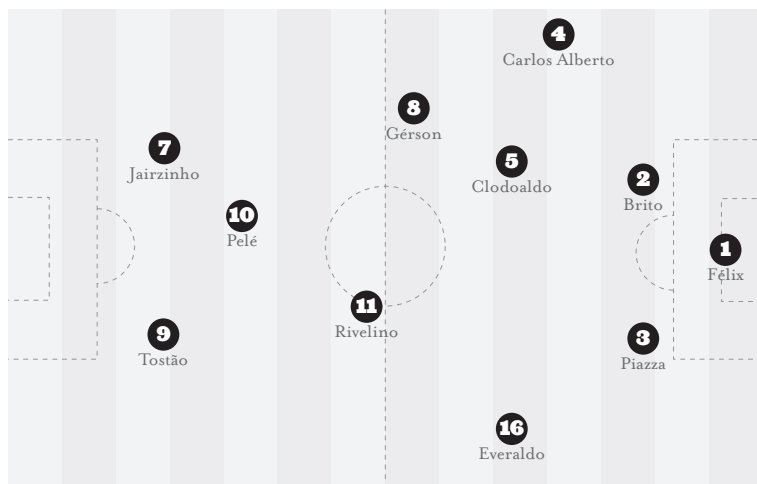 4
Carlos Alberto
8
Gérson
7
Jairzinho
5
Clodoaldo
2
Brito
10
Pelé
1
Félix
11
Rivelino
9
Tostão
3
Piazza
16
Everaldo